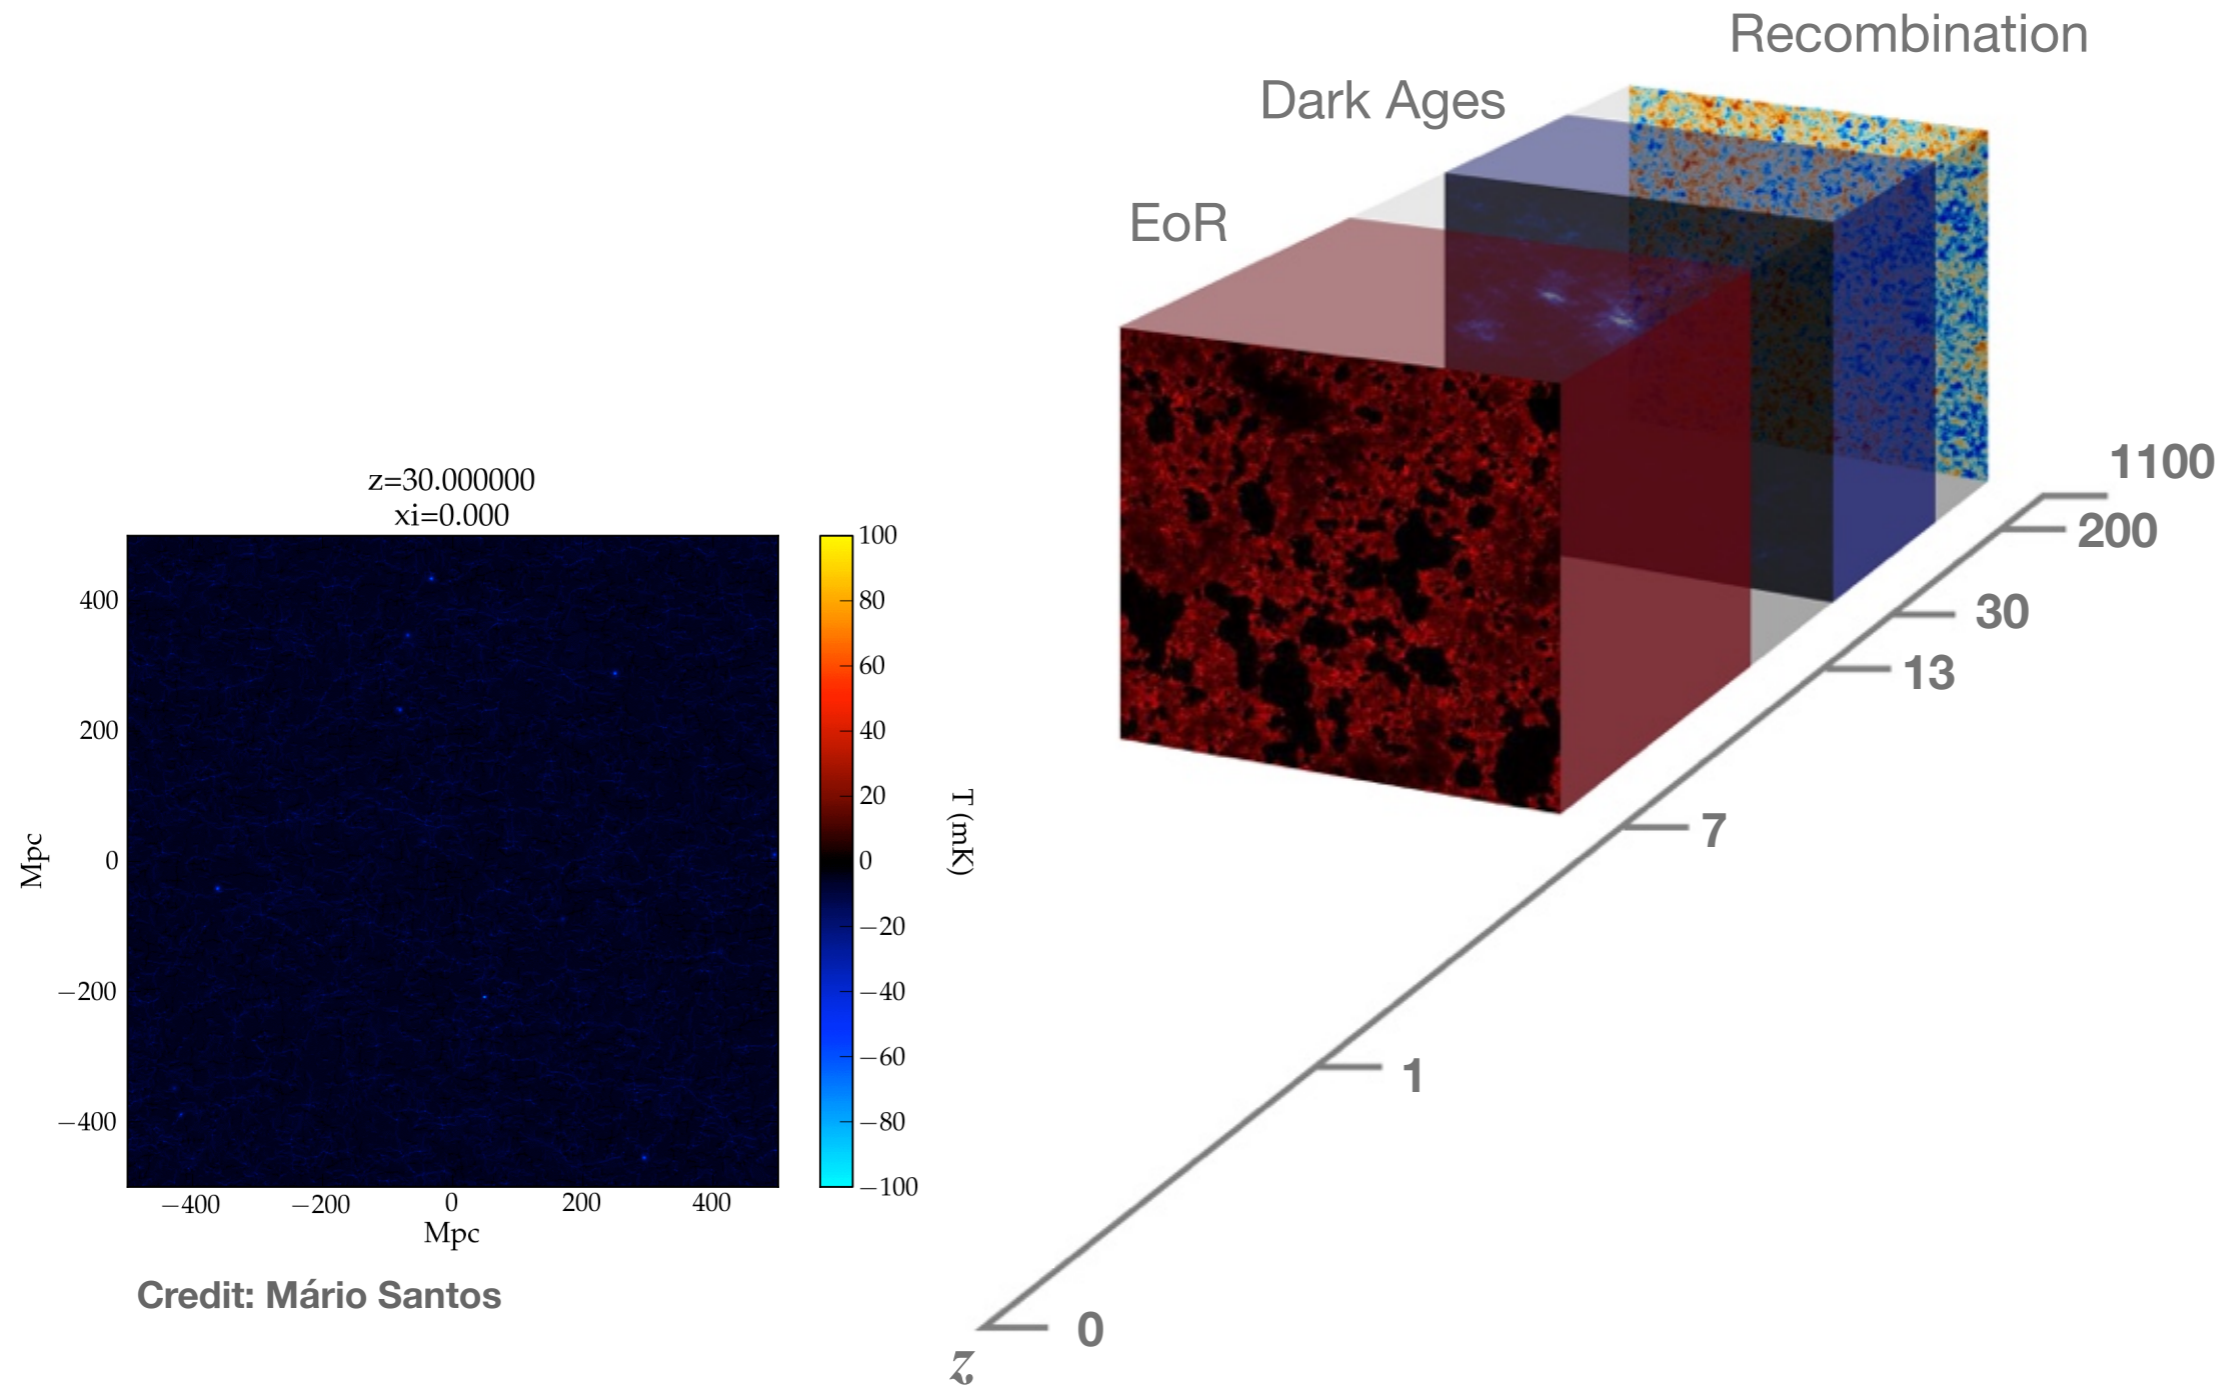 Recombination
Dark Ages
EoR
1100
200
30
13
7
1
0
z
z=30.000000
xi=0.000
400
200
0
−200
−400
Mpc
−400 −200 0 200 400
Mpc
100
80
60
40
20
0
−20
−40
−60
−80
−100
T (mK)
Credit: Mário Santos